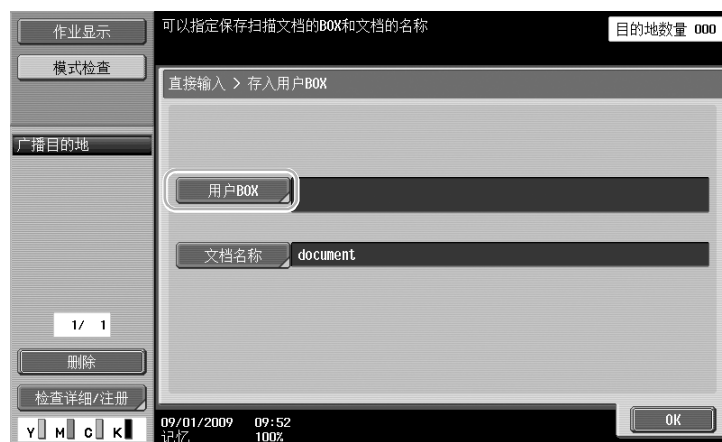 作业显示
模式检查
可以指定保存扫描文档的BOX和文档的名称
目的地数量 000
直接输入 > 存入用户BOX
广播目的地
用户BOX
文档名称 document
1/ 1
删除
检查详细/注册
Y M C K
09/01/2009 09:52
记忆 100%
OK